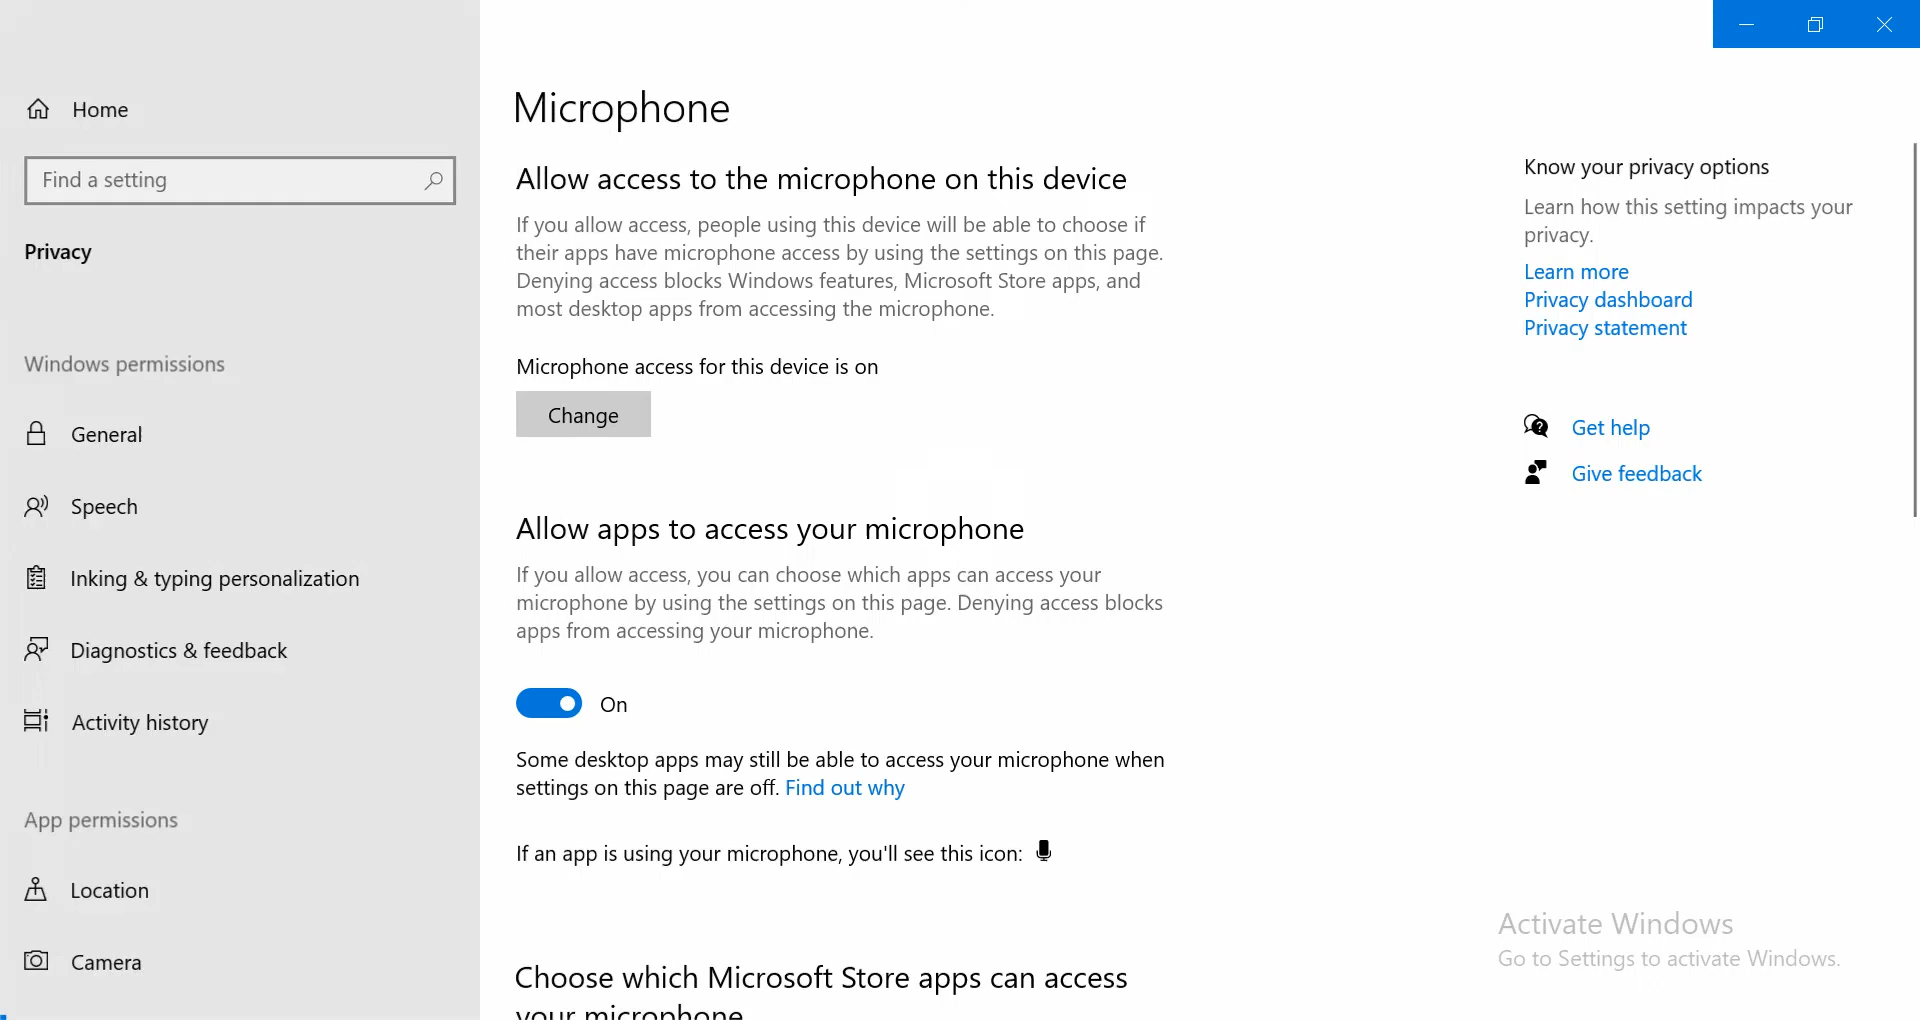 Home
Find a setting
Privacy
Windows permissions
General
Speech
Inking & typing personalization
Diagnostics & feedback
Activity history
App permissions
Location
Camera
Microphone
Allow access to the microphone on this device
If you allow access, people using this device will be able to choose if
their apps have microphone access by using the settings on this page.
Denying access blocks Windows features, Microsoft Store apps, and
most desktop apps from accessing the microphone.
Microphone access for this device is on
Change
Allow apps to access your microphone
If you allow access, you can choose which apps can access your
microphone by using the settings on this page. Denying access blocks
apps from accessing your microphone.
On
Some desktop apps may still be able to access your microphone when
settings on this page are off. Find out why
If an app is using your microphone, you'll see this icon:
Choose which Microsoft Store apps can access
your microphone
Know your privacy options
Learn how this setting impacts your
privacy.
Learn more
Privacy dashboard
Privacy statement
Get help
Give feedback
Activate Windows
Go to Settings to activate Windows.